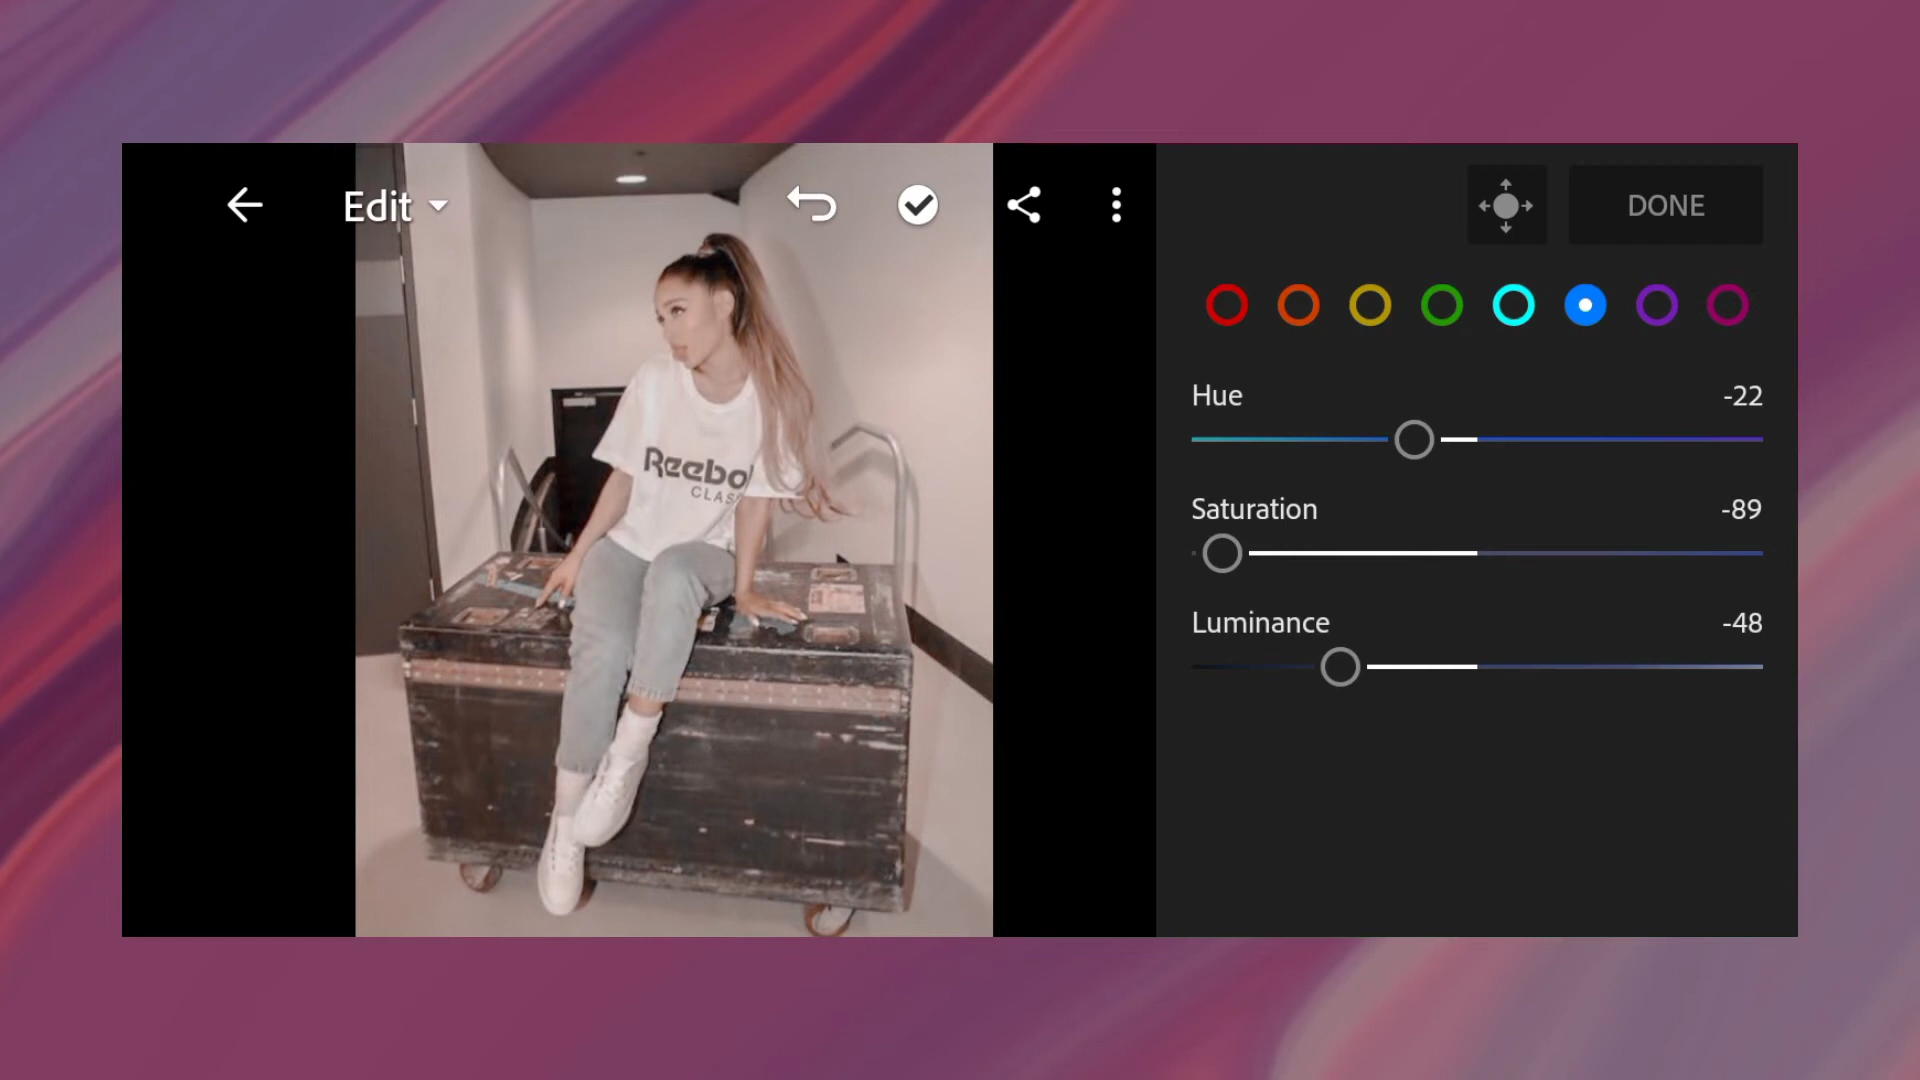 Edit
DONE
Hue -22
Saturation -89
Luminance -48
Reebo
CLAS